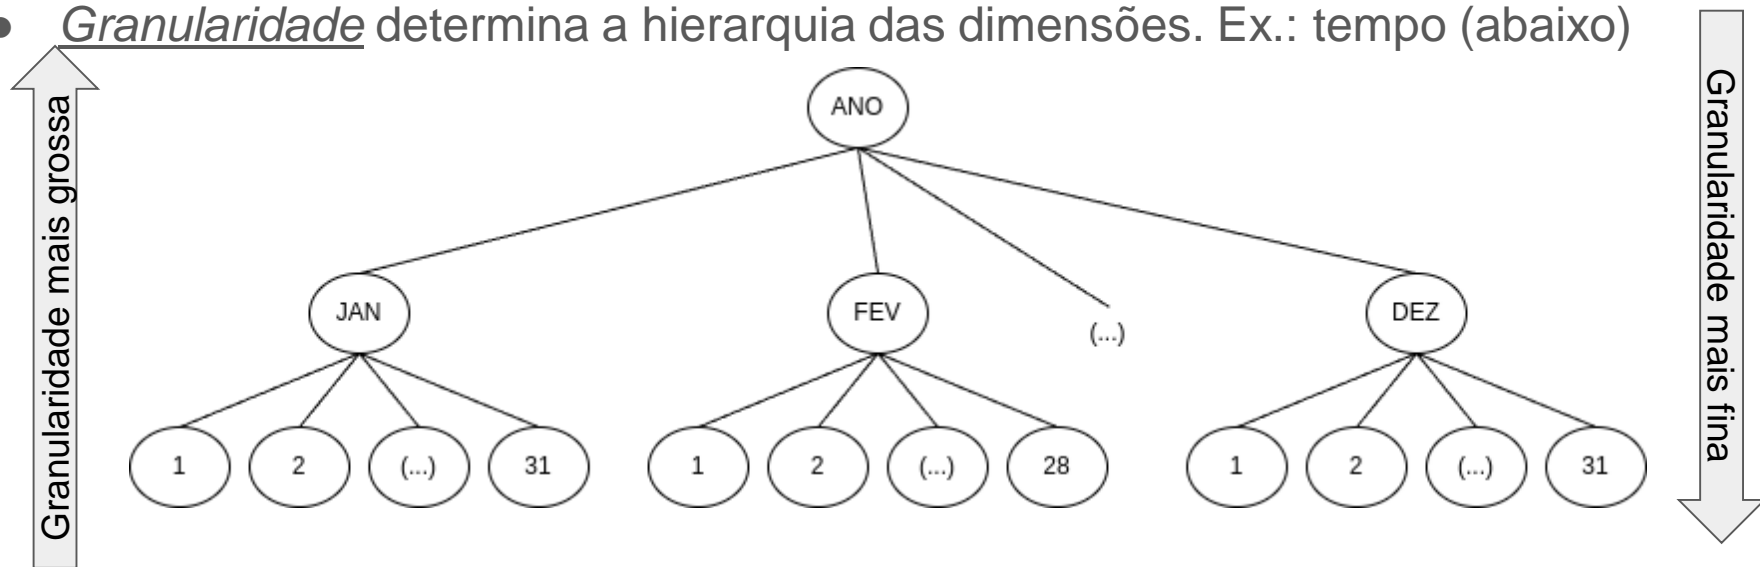 ● Granularidade determina a hierarquia das dimensões. Ex.: tempo (abaixo)
Granularidade mais grossa
ANO
JAN
FEV
(...)
DEZ
1
2
(...)
31
1
2
(...)
28
1
2
(...)
31
Granularidade mais fina